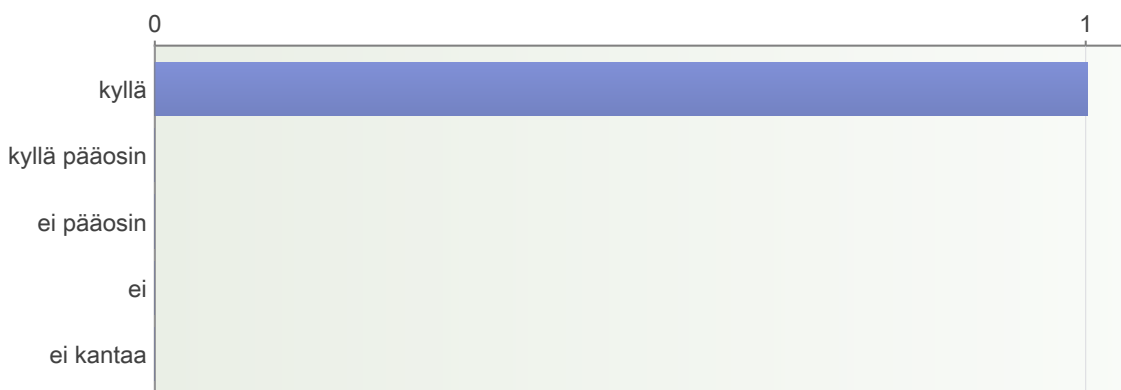 0 1
kyllä
kyllä pääosin
ei pääosin
ei
ei kantaa